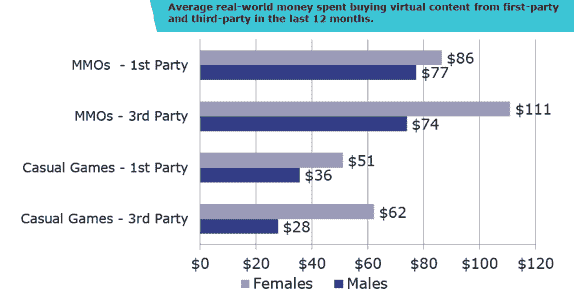 Average real-world money spent buying virtual content from first-party
and third-party in the last 12 months.
MMOs - 1st Party
$86
$77
MMOs - 3rd Party
$111
$74
Casual Games - 1st Party
$51
$36
Casual Games - 3rd Party
$62
$28
$0 $20 $40 $60 $80 $100 $120
Females Males